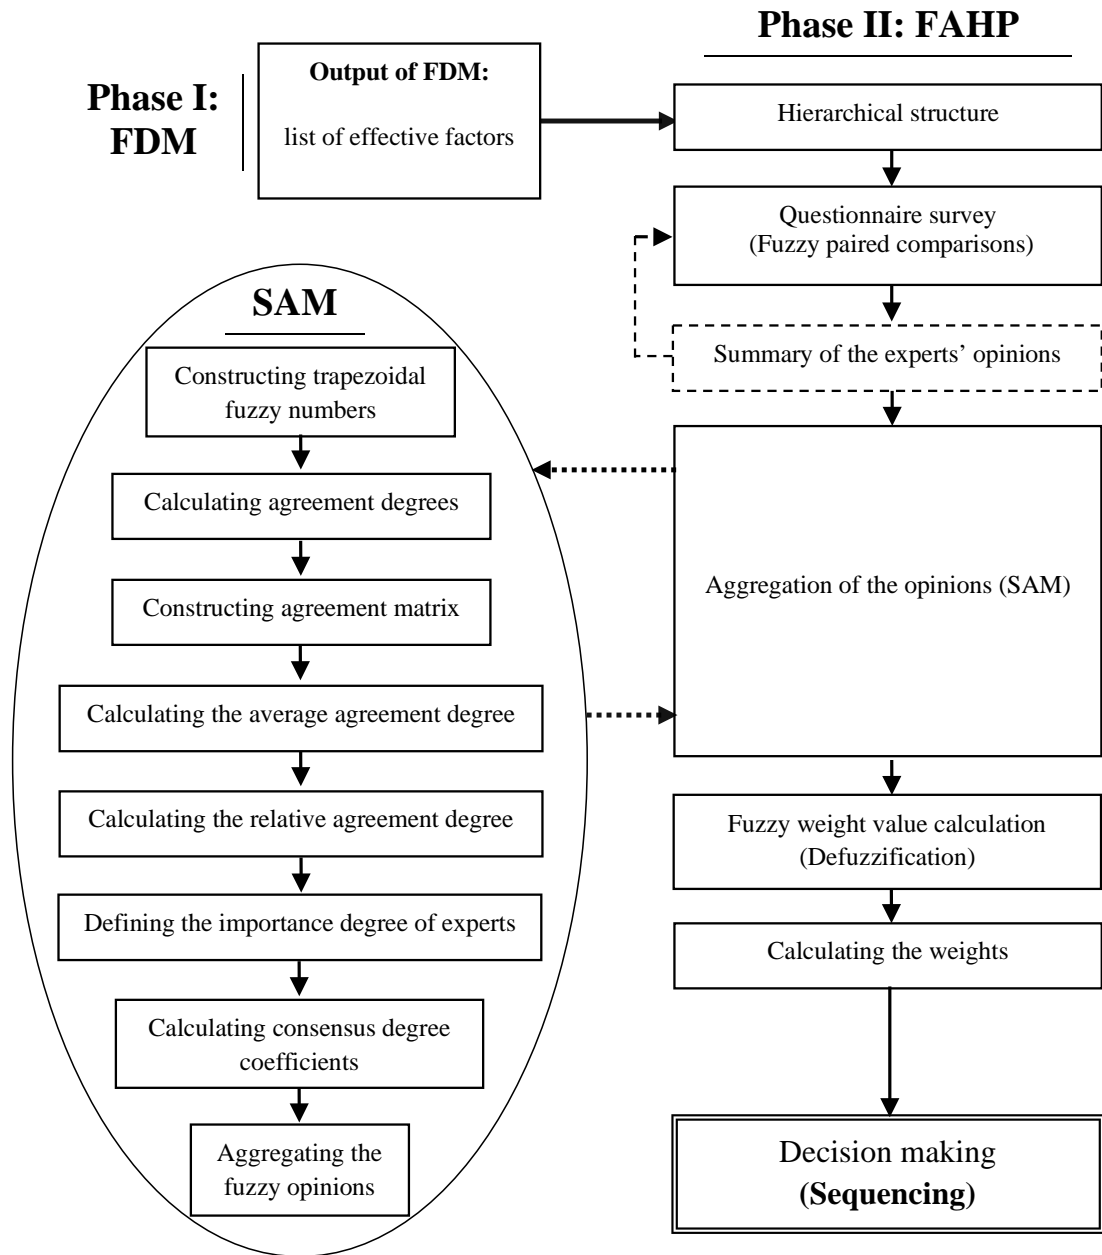 Phase I:
FDM
Output of FDM:
list of effective factors
Phase II: FAHP
Hierarchical structure
Questionnaire survey
(Fuzzy paired comparisons)
Summary of the experts’ opinions
Aggregation of the opinions (SAM)
Fuzzy weight value calculation
(Defuzzification)
Calculating the weights
Decision making
(Sequencing)
SAM
Constructing trapezoidal
fuzzy numbers
Calculating agreement degrees
Constructing agreement matrix
Calculating the average agreement degree
Calculating the relative agreement degree
Defining the importance degree of experts
Calculating consensus degree
coefficients
Aggregating the
fuzzy opinions